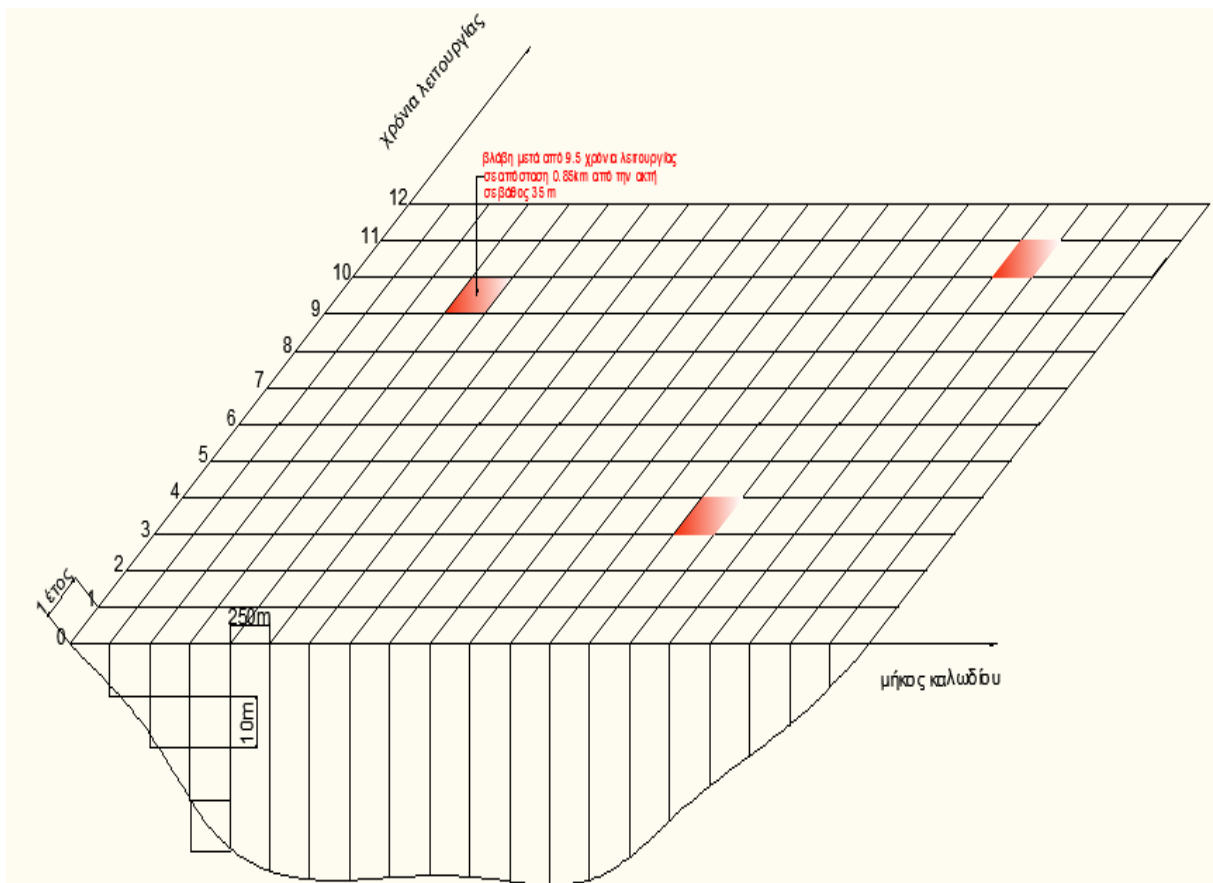 χρόνια λειτουργίας
βλάβη μετά από 9.5 χρόνια λειτουργίας
σε απόσταση 0.85km από την ακτή
σε βάθος 35 m
12
11
10
9
8
7
6
5
4
3
2
1
0
1 έτος
250m
10m
μήκος καλωδίου